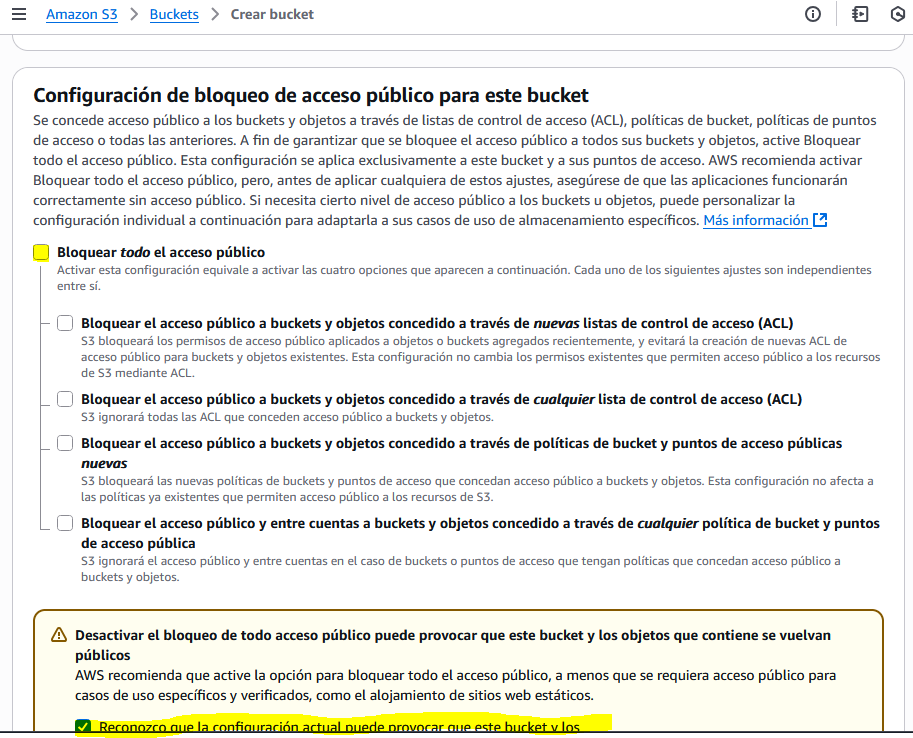 Amazon S3 > Buckets > Crear bucket
Configuración de bloqueo de acceso público para este bucket
Se concede acceso público a los buckets y objetos a través de listas de control de acceso (ACL), políticas de bucket, políticas de puntos
de acceso o todas las anteriores. A fin de garantizar que se bloquee el acceso público a todos sus buckets y objetos, active Bloquear
todo el acceso público. Esta configuración se aplica exclusivamente a este bucket y a sus puntos de acceso. AWS recomienda activar
Bloquear todo el acceso público, pero, antes de aplicar cualquiera de estos ajustes, asegúrese de que las aplicaciones funcionarán
correctamente sin acceso público. Si necesita cierto nivel de acceso público a los buckets u objetos, puede personalizar la
configuración individual a continuación para adaptarla a sus casos de uso de almacenamiento específicos. Más información
Bloquear todo el acceso público
Activar esta configuración equivale a activar las cuatro opciones que aparecen a continuación. Cada uno de los siguientes ajustes son independientes
entre sí.
Bloquear el acceso público a buckets y objetos concedido a través de nuevas listas de control de acceso (ACL)
S3 bloqueará los permisos de acceso público aplicados a objetos o buckets agregados recientemente, y evitará la creación de nuevas ACL de
acceso público para buckets y objetos existentes. Esta configuración no cambia los permisos existentes que permiten acceso público a los recursos
de S3 mediante ACL.
Bloquear el acceso público a buckets y objetos concedido a través de cualquier lista de control de acceso (ACL)
S3 ignorará todas las ACL que conceden acceso público a buckets y objetos.
Bloquear el acceso público a buckets y objetos concedido a través de políticas de bucket y puntos de acceso públicas
nuevas
S3 bloqueará las nuevas políticas de buckets y puntos de acceso que concedan acceso público a buckets y objetos. Esta configuración no afecta a
las políticas ya existentes que permiten acceso público a los recursos de S3.
Bloquear el acceso público y entre cuentas a buckets y objetos concedido a través de cualquier política de bucket y puntos
de acceso pública
S3 ignorará el acceso público y entre cuentas en el caso de buckets o puntos de acceso que tengan políticas que concedan acceso público a
buckets y objetos.
Desactivar el bloqueo de todo acceso público puede provocar que este bucket y los objetos que contiene se vuelvan
públicos
AWS recomienda que active la opción para bloquear todo el acceso público, a menos que se requiera acceso público para
casos de uso específicos y verificados, como el alojamiento de sitios web estáticos.
Reconozco que la configuración actual puede provocar que este bucket y los